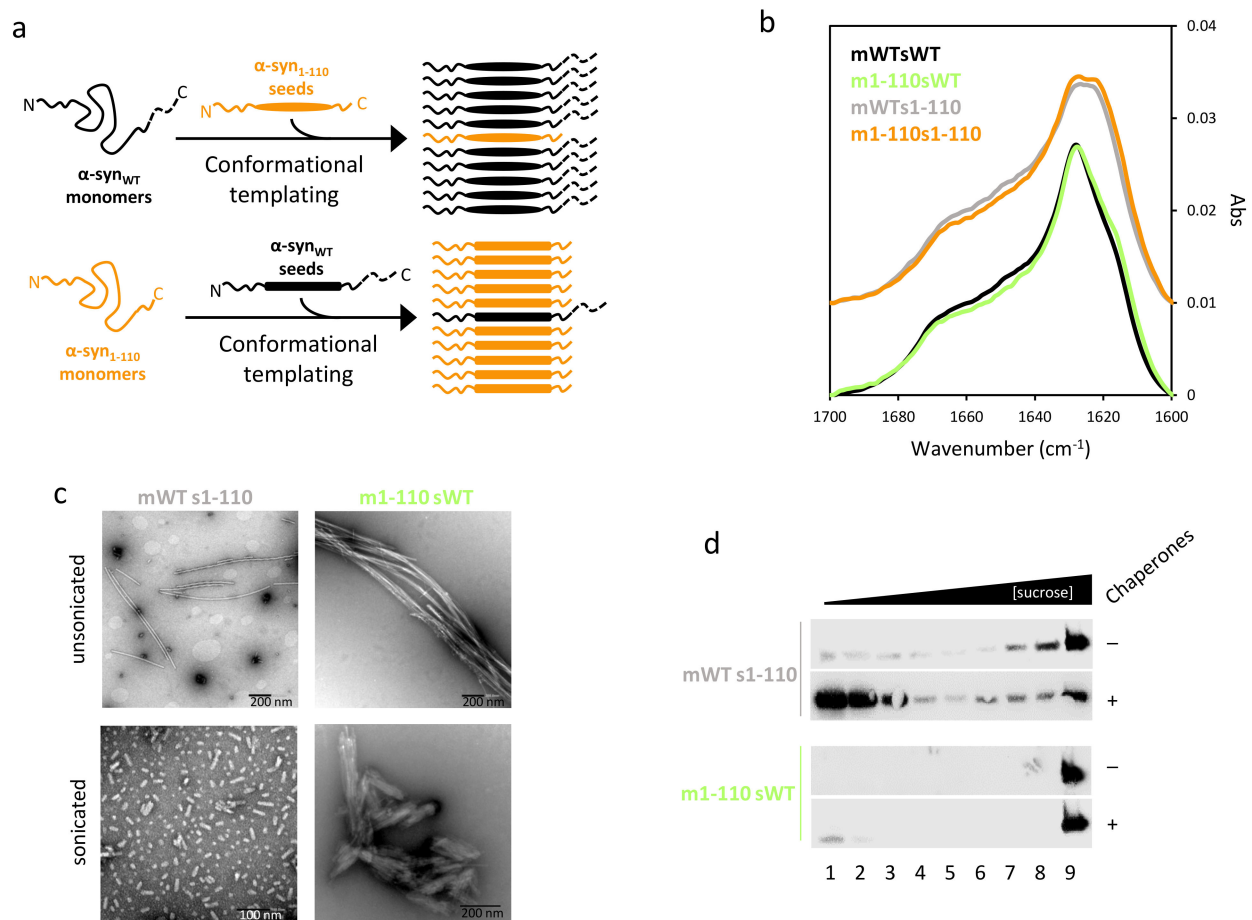 a
α-syn1-110
seeds
N
C
N
C
α-synWT
monomers
Conformational
templating
α-synWT
seeds
N
C
N
C
α-syn1-110
monomers
Conformational
templating
b
mWTsWT
m1-110sWT
mWTs1-110
m1-110s1-110
0.04
0.03
0.02
0.01
0
Abs
1700
1680
1660
1640
1620
1600
Wavenumber (cm-1)
c
mWT s1-110
m1-110 sWT
unsonicated
200 nm
200 nm
sonicated
100 nm
200 nm
d
[sucrose]
Chaperones
mWT s1-110
–
+
m1-110 sWT
–
+
1 2 3 4 5 6 7 8 9